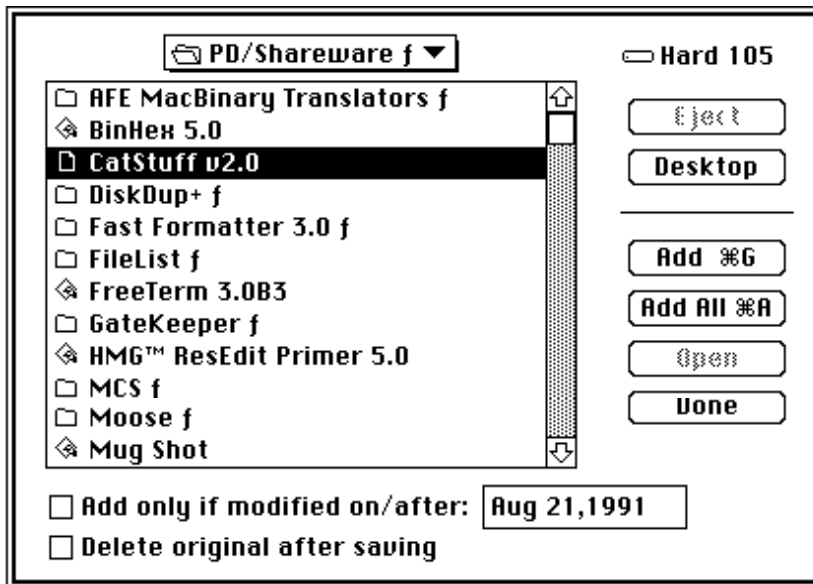 PD/Shareware ƒ
Hard 105
AFE MacBinary Translators ƒ
BinHex 5.0
CatStuff v2.0
DiskDup+ ƒ
Fast Formatter 3.0 ƒ
FileList ƒ
FreeTerm 3.0B3
GateKeeper ƒ
HMG™ ResEdit Primer 5.0
MCS ƒ
Moose ƒ
Mug Shot
Eject
Desktop
Add ⌘G
Add All ⌘A
Open
Done
Add only if modified on/after: Aug 21,1991
Delete original after saving